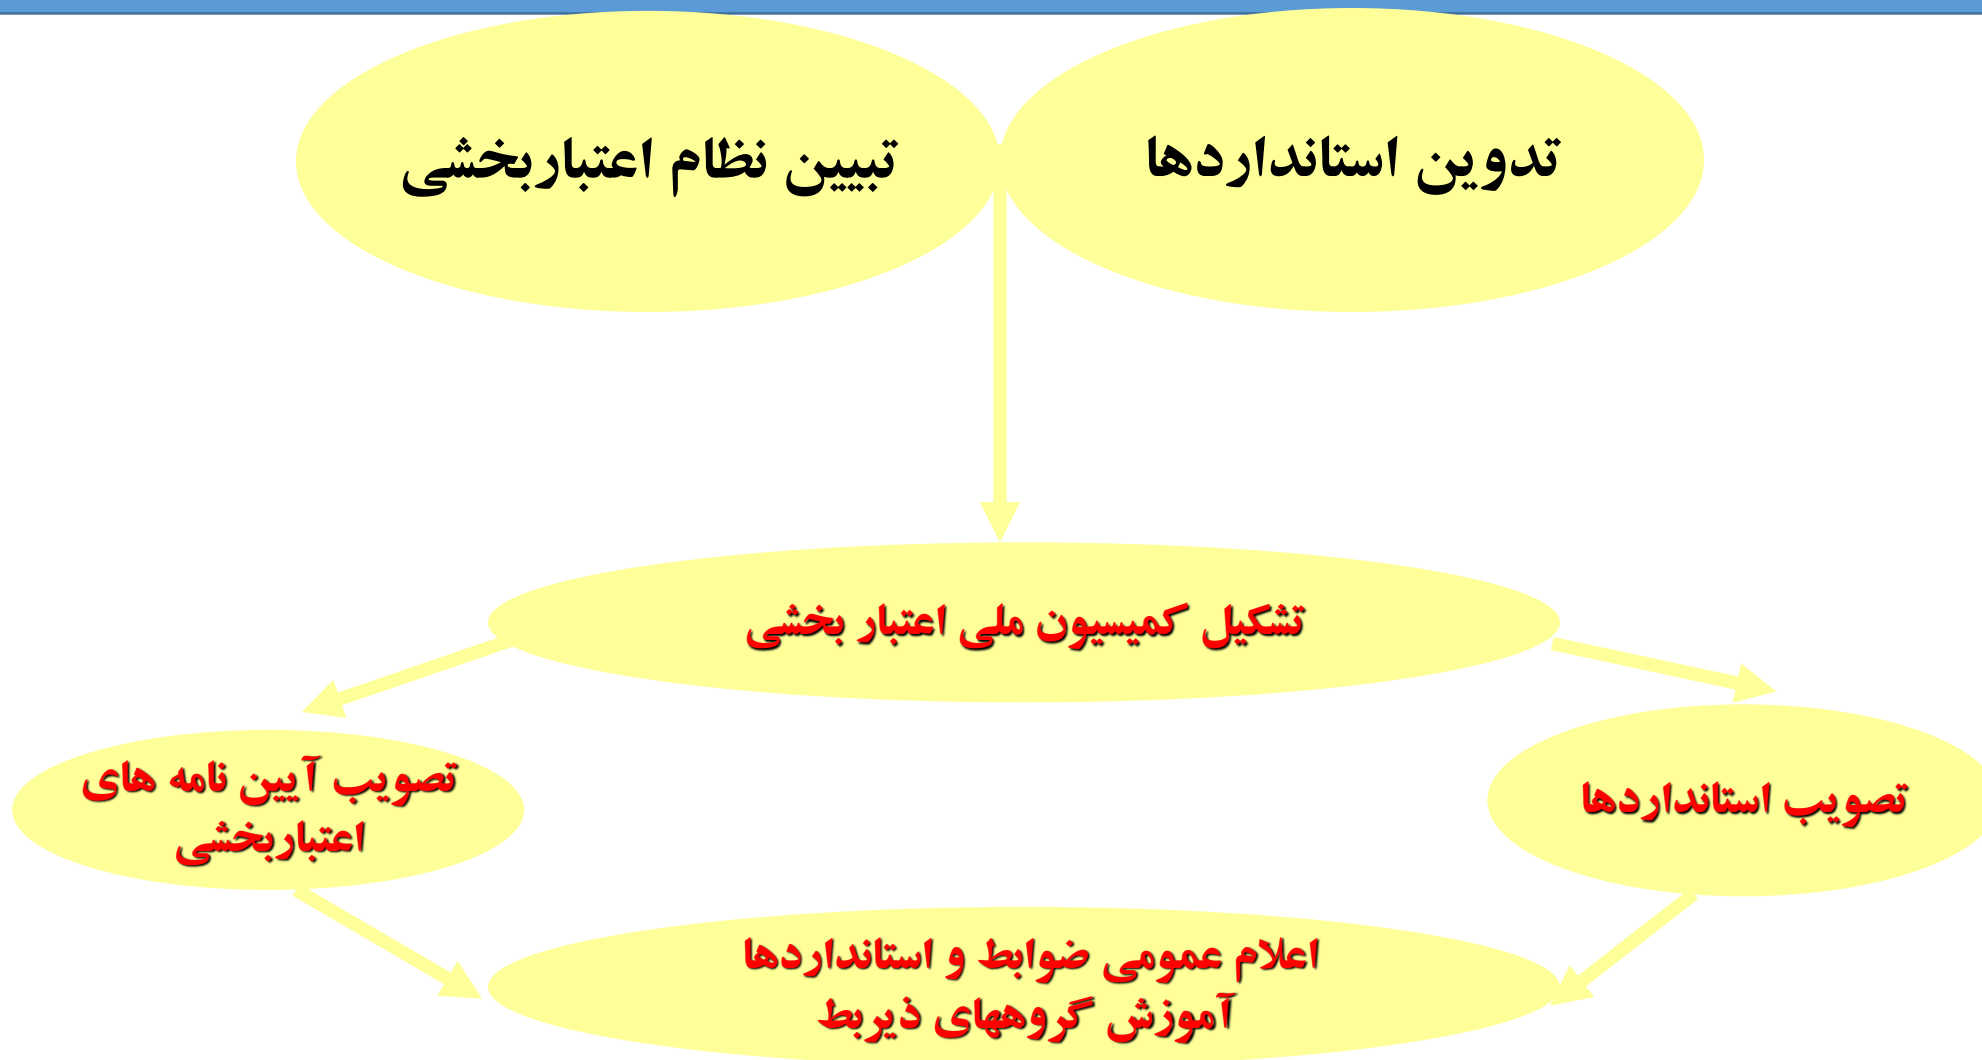 تدوین استانداردها
تبیین نظام اعتباربخشی
تشکیل کمیسیون ملی اعتبار بخشی
تصویب استانداردها
تصویب آیین نامه های
اعتباربخشی
اعلام عمومی ضوابط و استانداردها
آموزش گروههای ذیربط